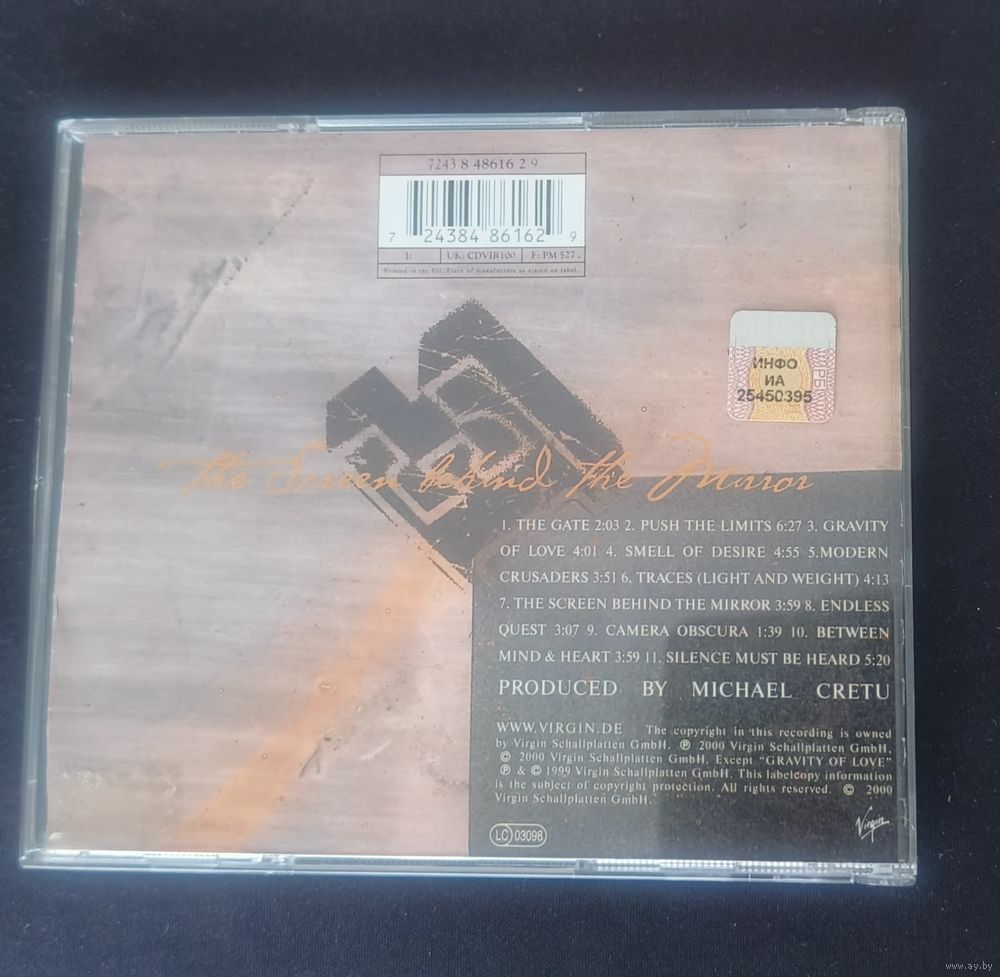 7243 8 48616 2 9
7 24384 86162 9
I: UK: CDVIR100 F: PM 527
Printed in the EU. Place of manufacture as stated on label.
ИНФО
РБ
ИА
25450395
The Screen behind the Mirror
1. THE GATE 2:03 2. PUSH THE LIMITS 6:27 3. GRAVITY
OF LOVE 4:01 4. SMELL OF DESIRE 4:55 5.MODERN
CRUSADERS 3:51 6. TRACES (LIGHT AND WEIGHT) 4:13
7. THE SCREEN BEHIND THE MIRROR 3:59 8. ENDLESS
QUEST 3:07 9. CAMERA OBSCURA 1:39 10. BETWEEN
MIND & HEART 3:59 11. SILENCE MUST BE HEARD 5:20
PRODUCED BY MICHAEL CRETU
WWW.VIRGIN.DE The copyright in this recording is owned
by Virgin Schallplatten GmbH. ℗ 2000 Virgin Schallplatten GmbH.
© 2000 Virgin Schallplatten GmbH. Except "GRAVITY OF LOVE"
℗ & © 1999 Virgin Schallplatten GmbH. This labelcopy information
is the subject of copyright protection. All rights reserved. © 2000
Virgin Schallplatten GmbH.
LC 03098
Virgin
www.ay.by